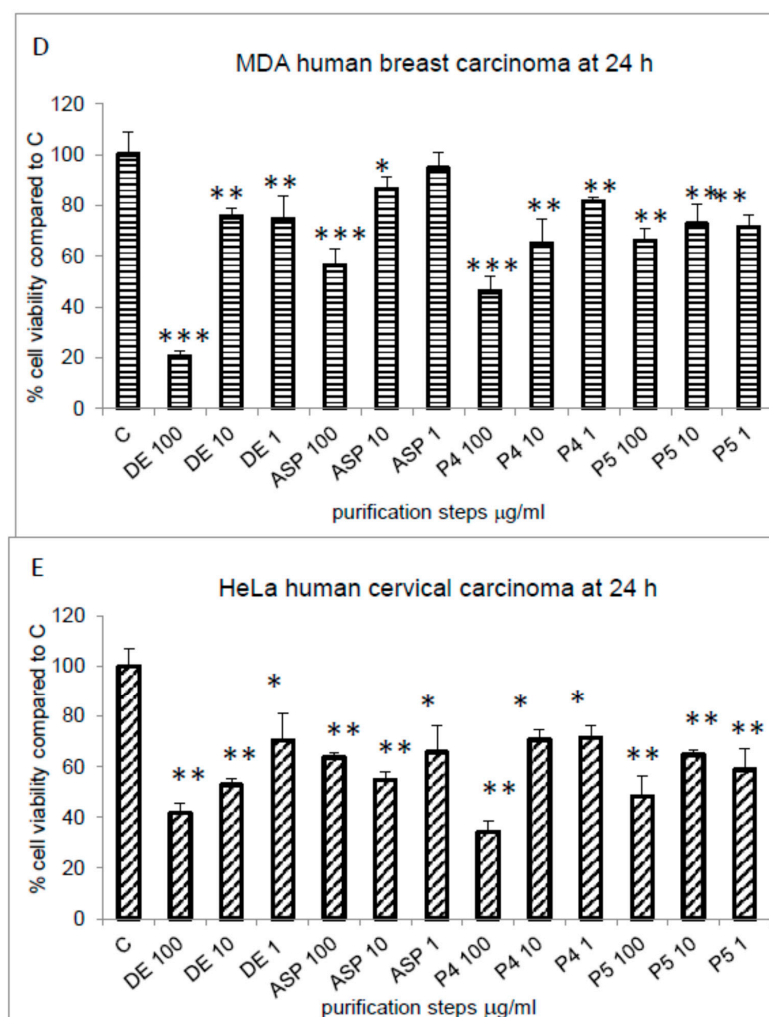 D
MDA human breast carcinoma at 24 h
% cell viability compared to C
120
100
80
60
40
20
0
***
**
**
***
*
***
**
**
**
**
**
C
DE 100
DE 10
DE 1
ASP 100
ASP 10
ASP 1
P4 100
P4 10
P4 1
P5 100
P5 10
P5 1
purification steps µg/ml
E
HeLa human cervical carcinoma at 24 h
% cell viability compared to C
120
100
80
60
40
20
0
**
**
*
**
**
*
**
*
*
**
**
**
C
DE 100
DE 10
DE 1
ASP 100
ASP 10
ASP 1
P4 100
P4 10
P4 1
P5 100
P5 10
P5 1
purification steps µg/ml